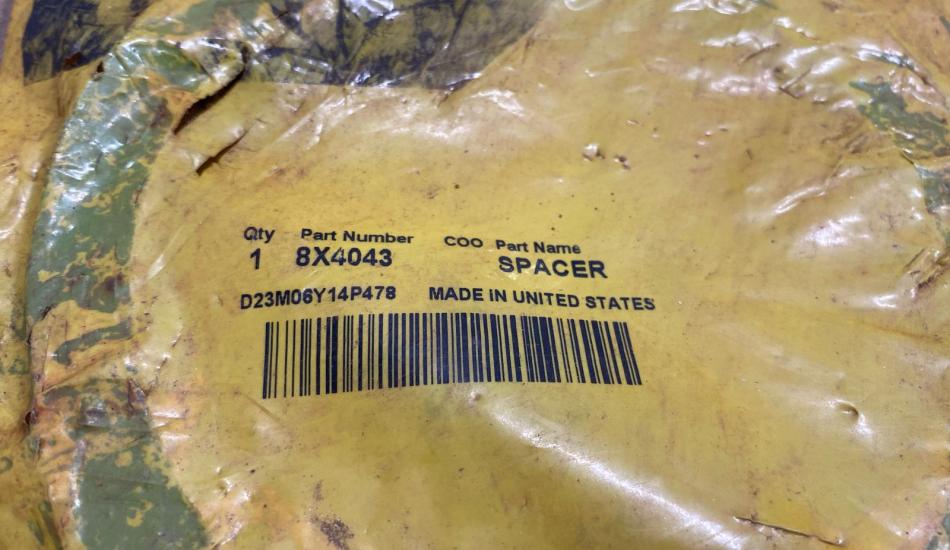 Qty Part Number COO Part Name
1 8X4043 SPACER
D23M06Y14P478 MADE IN UNITED STATES